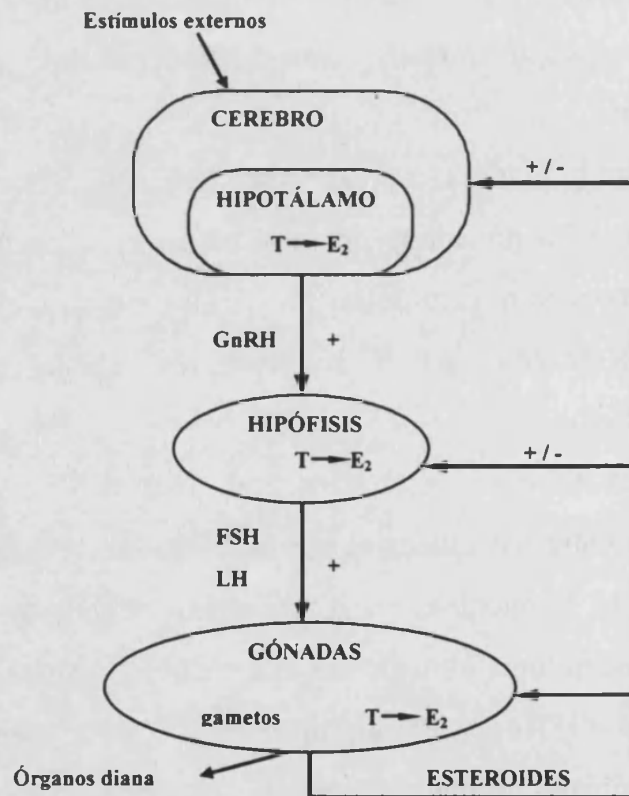 Estímulos externos
CEREBRO
+ / -
HIPOTÁLAMO
T → E₂
GnRH +
HIPÓFISIS
T → E₂
+ / -
FSH
LH +
GÓNADAS
gametos T → E₂
Órganos diana
ESTEROIDES